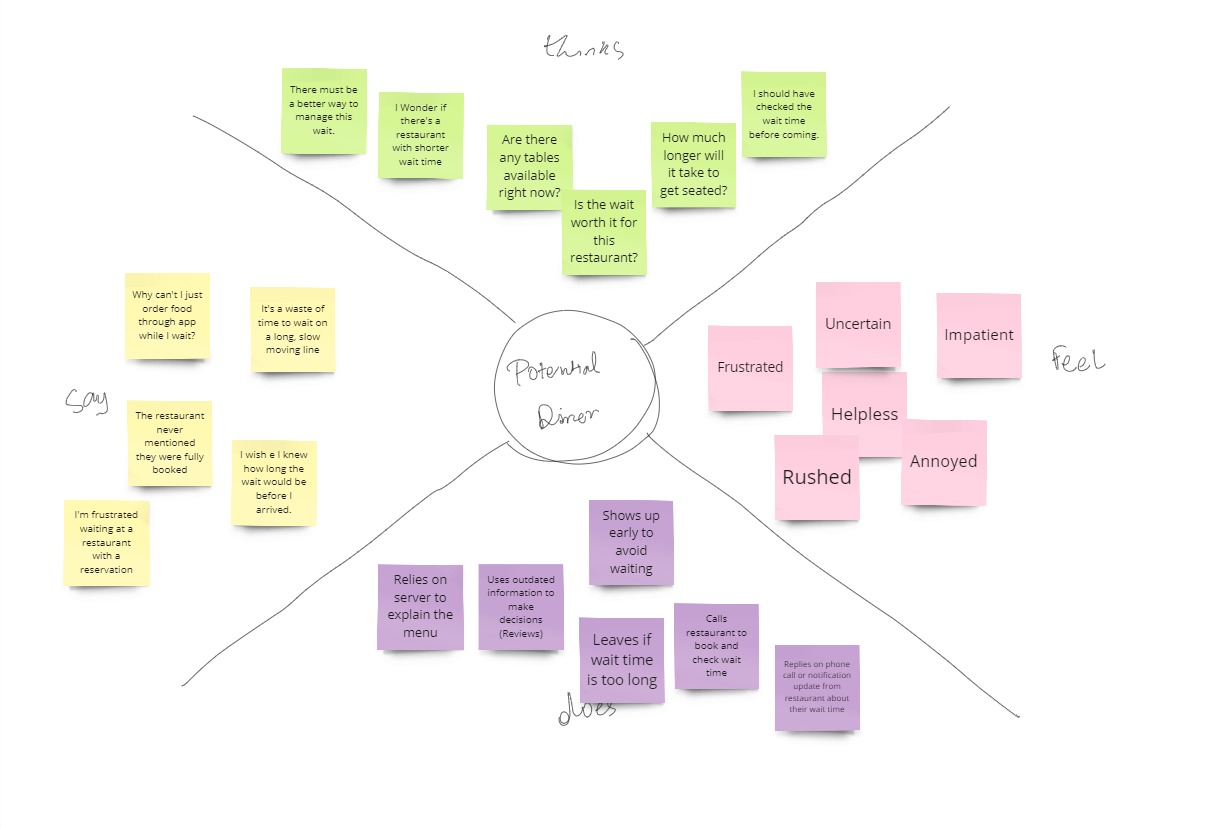 thinks
There must be
a better way to
manage this
wait.
I Wonder if
there's a
restaurant
with shorter
wait time
Are there
any tables
available
right now?
Is the wait
worth it for
this
restaurant?
How much
longer will
it take to
get seated?
I should have
checked the
wait time
before coming.
Say
Why can't I just
order food
through app
while I wait?
It's a waste of
time to wait on
a long, slow
moving line
The restaurant
never
mentioned
they were fully
booked
I wish e I knew
how long the
wait would be
before I
arrived.
I'm frustrated
waiting at a
restaurant
with a
reservation
Potential
Diner
Feel
Frustrated
Uncertain
Impatient
Helpless
Rushed
Annoyed
Shows up
early to
avoid
waiting
Relies on
server to
explain the
menu
Uses outdated
information to
make
decisions
(Reviews)
Leaves if
wait time
is too long
Calls
restaurant to
book and
check wait
time
Replies on phone
call or notification
update from
restaurant about
their wait time
does